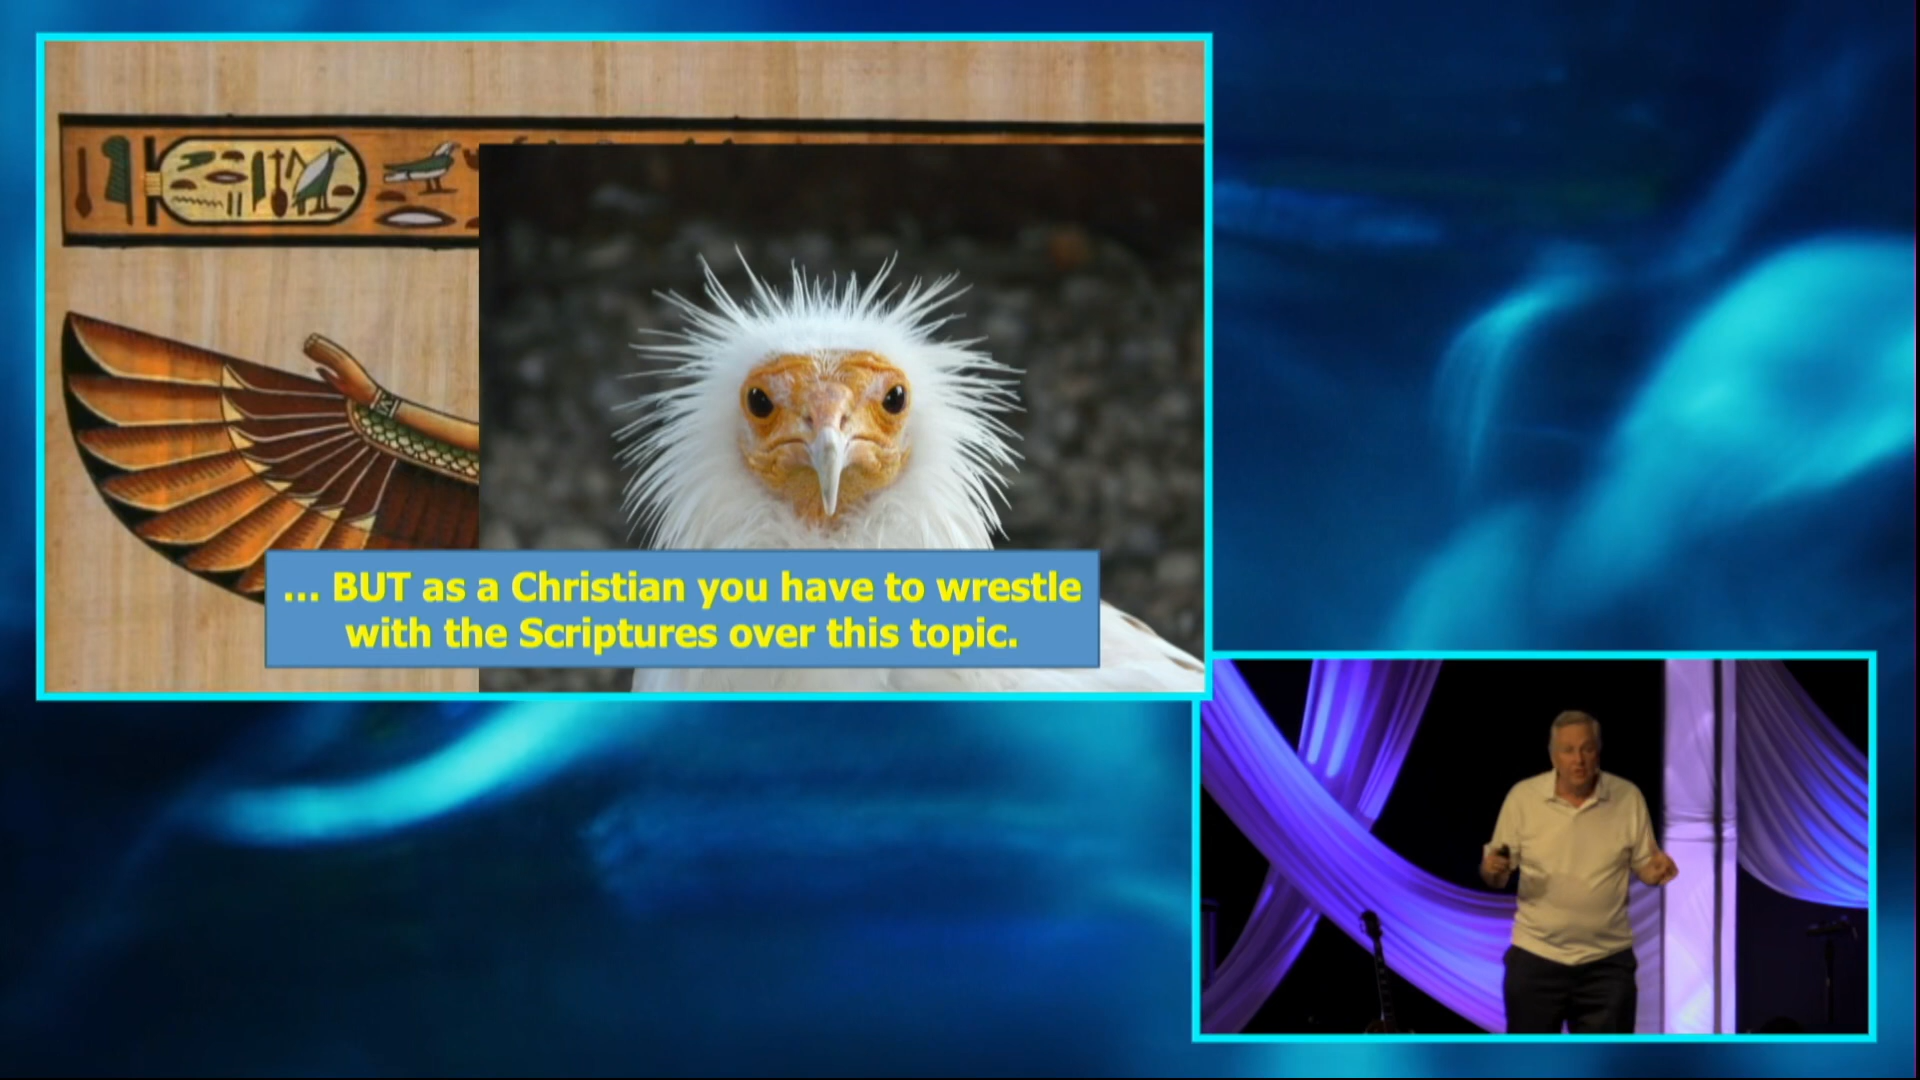 ... BUT as a Christian you have to wrestle
with the Scriptures over this topic.